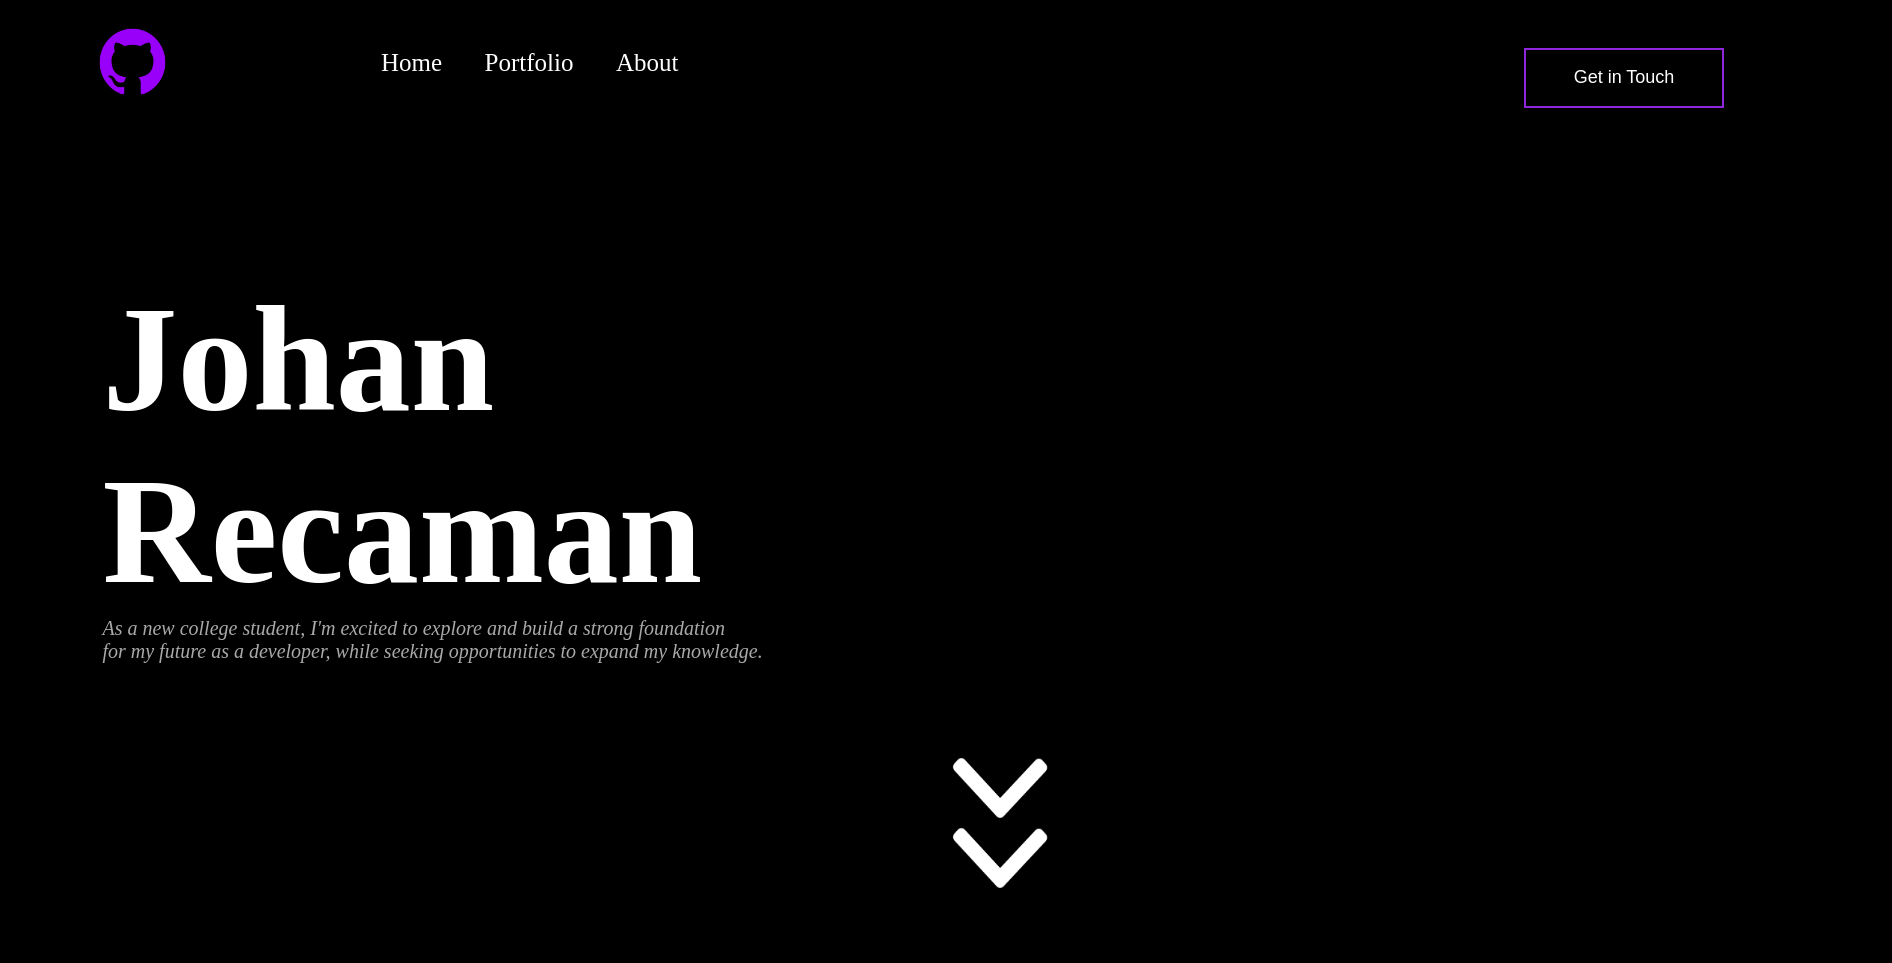 Home Portfolio About
Get in Touch
Johan
Recaman
As a new college student, I'm excited to explore and build a strong foundation
for my future as a developer, while seeking opportunities to expand my knowledge.